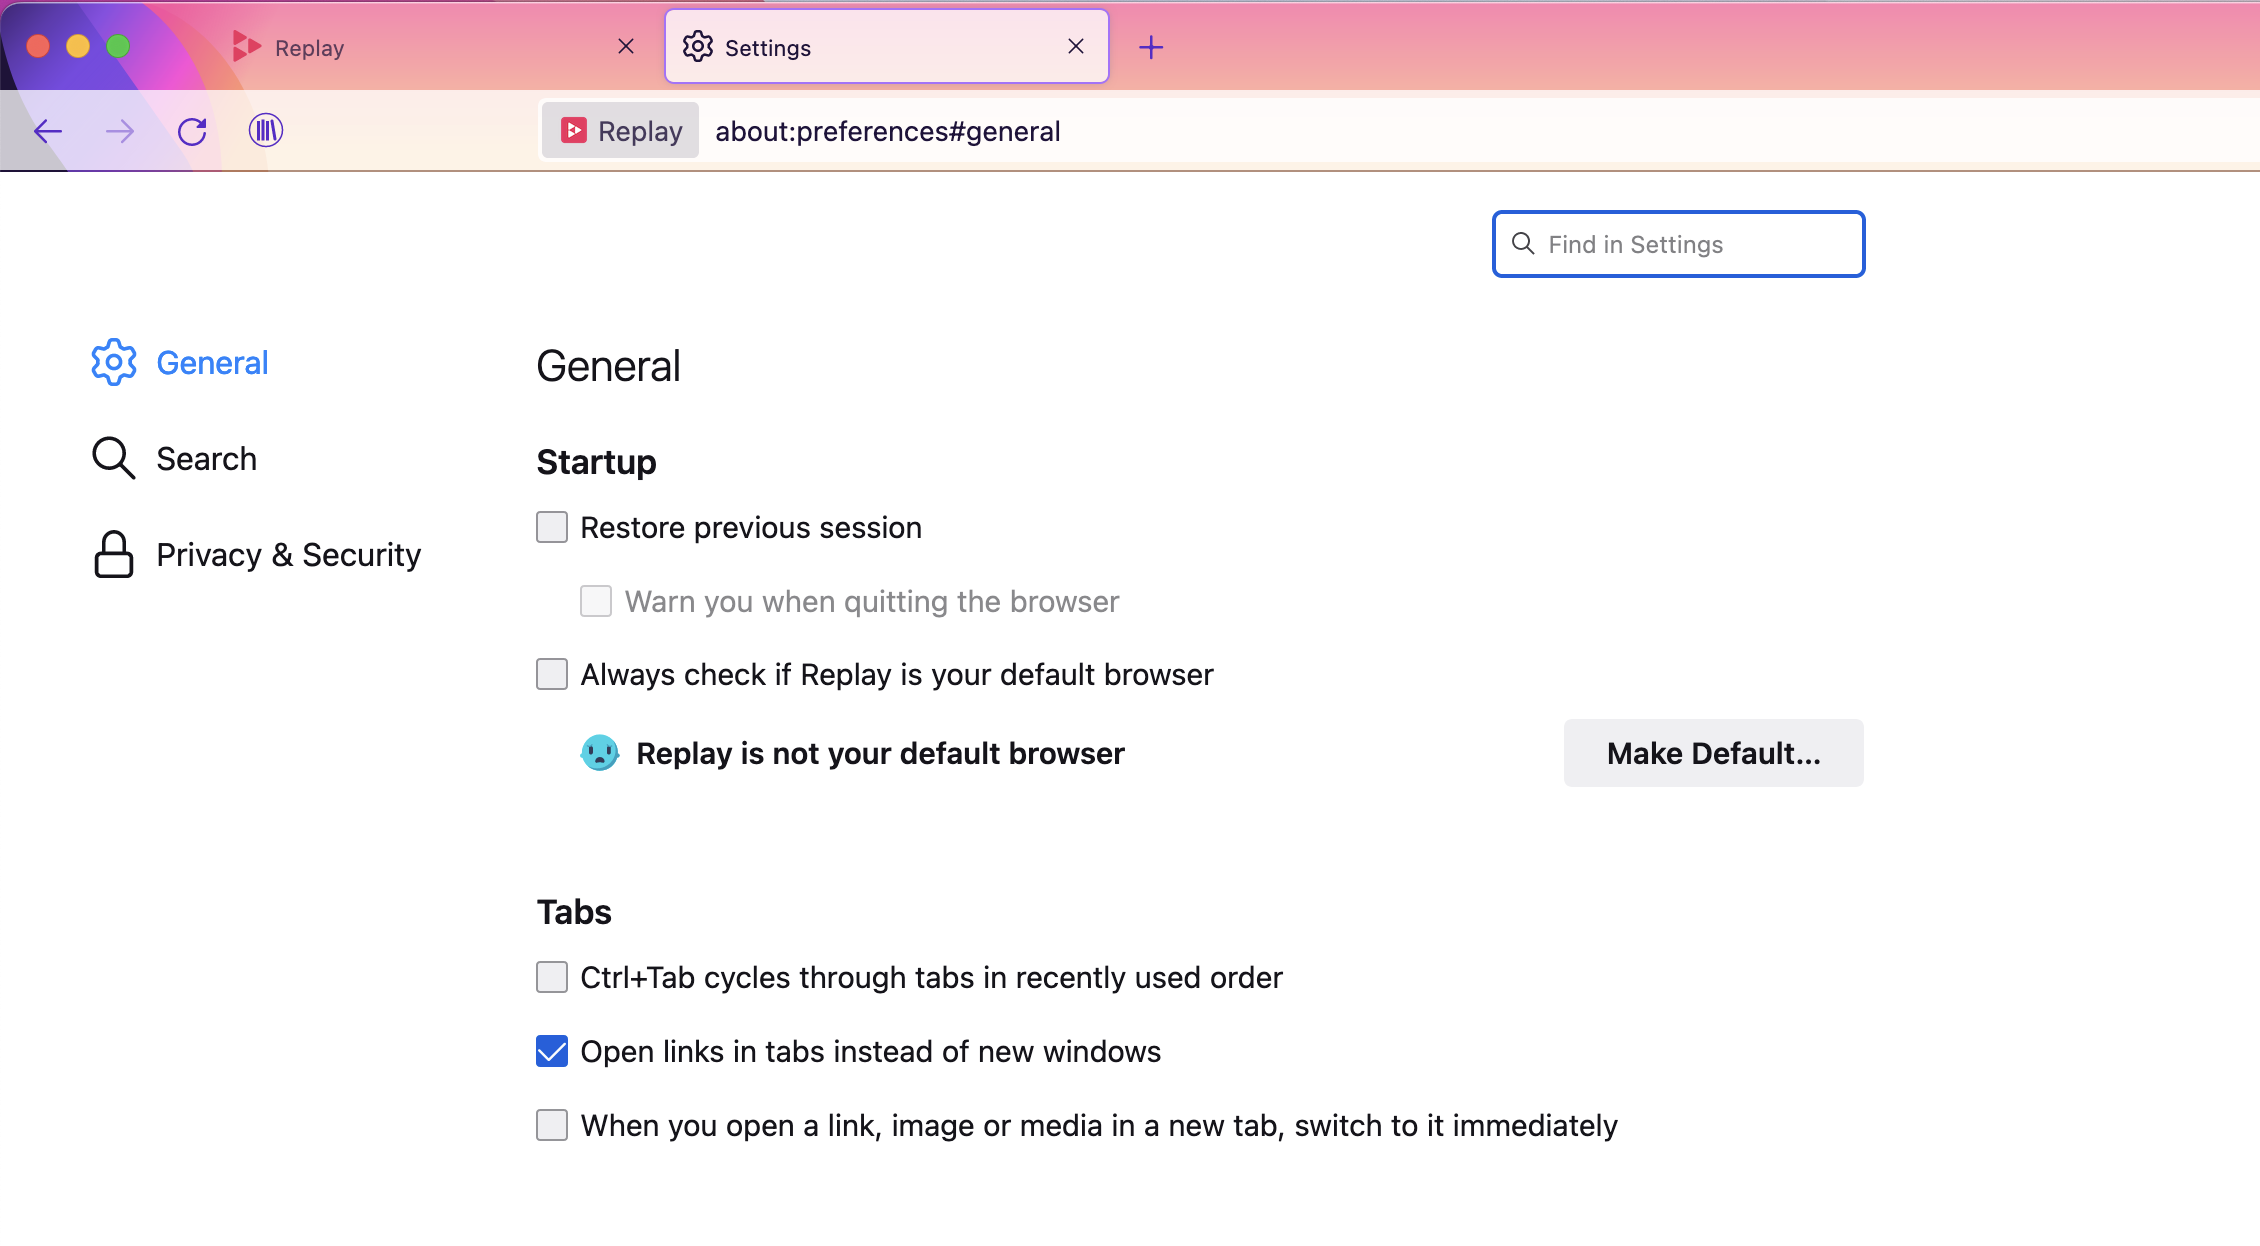 Replay
Settings
Replay about:preferences#general
Find in Settings
General
Search
Privacy & Security
General
Startup
Restore previous session
Warn you when quitting the browser
Always check if Replay is your default browser
Replay is not your default browser
Make Default...
Tabs
Ctrl+Tab cycles through tabs in recently used order
Open links in tabs instead of new windows
When you open a link, image or media in a new tab, switch to it immediately